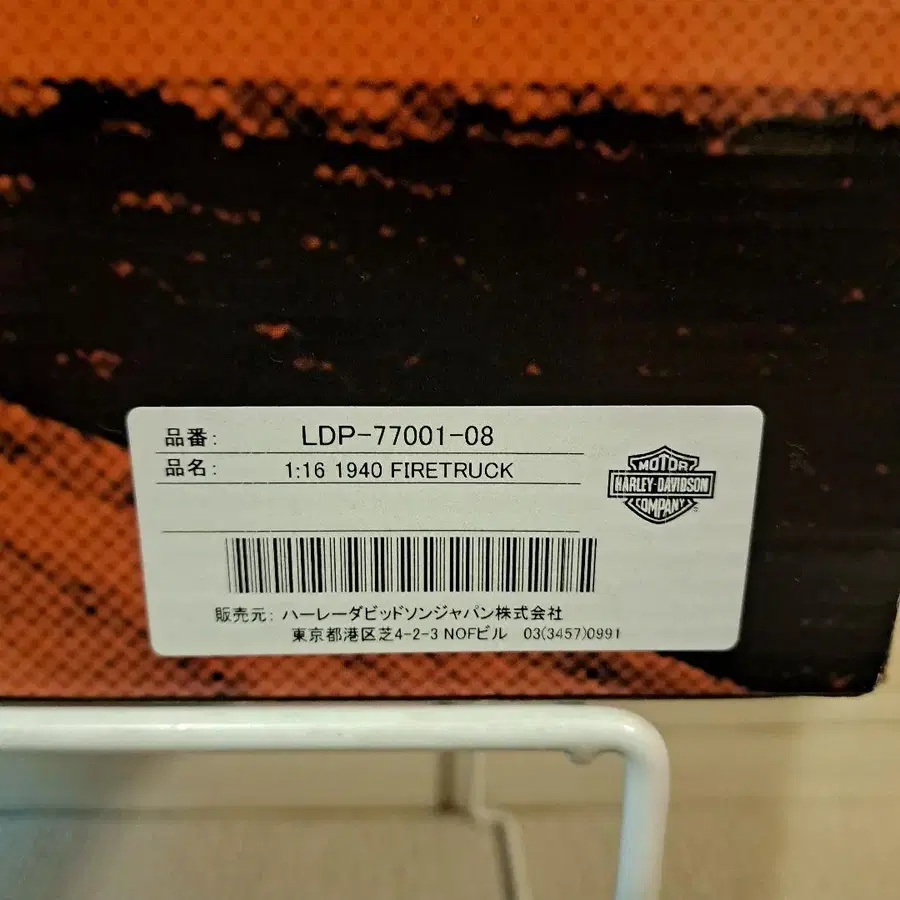 品番: LDP-77001-08
品名: 1:16 1940 FIRETRUCK
MOTOR
HARLEY-DAVIDSON
COMPANY
販売元: ハーレーダビッドソンジャパン株式会社
東京都港区芝4-2-3 NOFビル 03(3457)0991